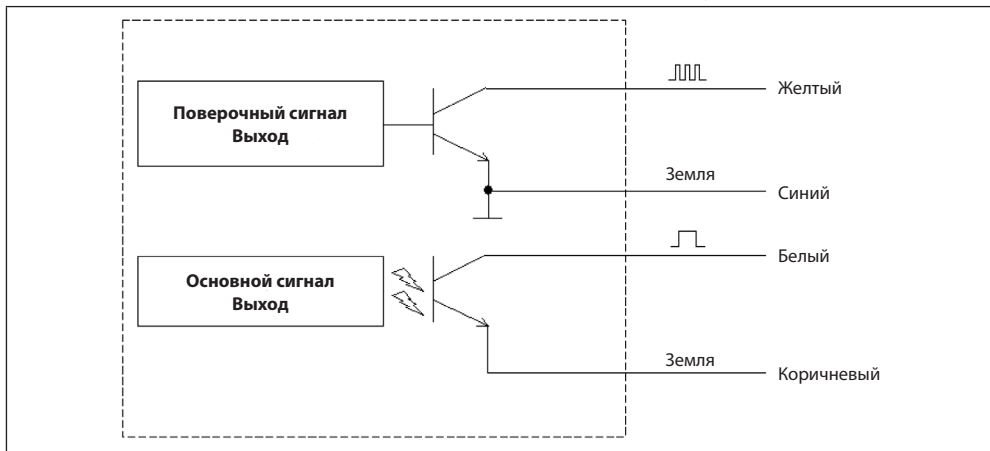 Поверочный сигнал
Выход
Желтый
Земля
Синий
Основной сигнал
Выход
Белый
Земля
Коричневый